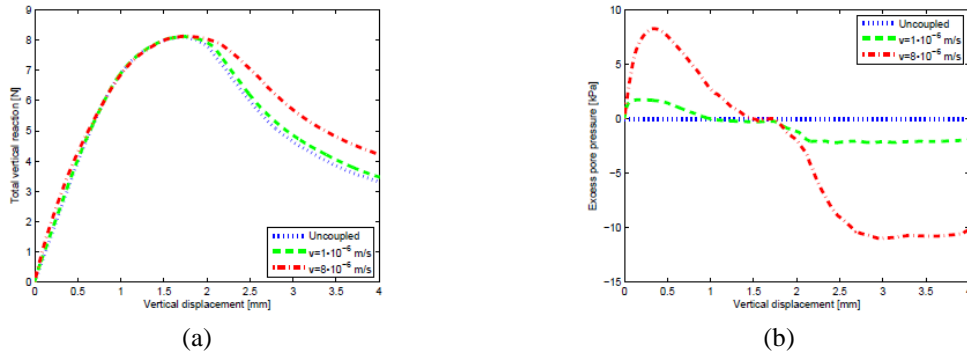 9
8
7
6
5
4
3
2
1
0
Total vertical reaction [N]
Uncoupled
v=1•10⁻⁶ m/s
v=8•10⁻⁶ m/s
0 0.5 1 1.5 2 2.5 3 3.5 4
Vertical displacement [mm]
(a)
10
5
0
−5
−10
−15
Excess pore pressure [kPa]
Uncoupled
v=1•10⁻⁶ m/s
v=8•10⁻⁶ m/s
0 0.5 1 1.5 2 2.5 3 3.5 4
Vertical displacement [mm]
(b)